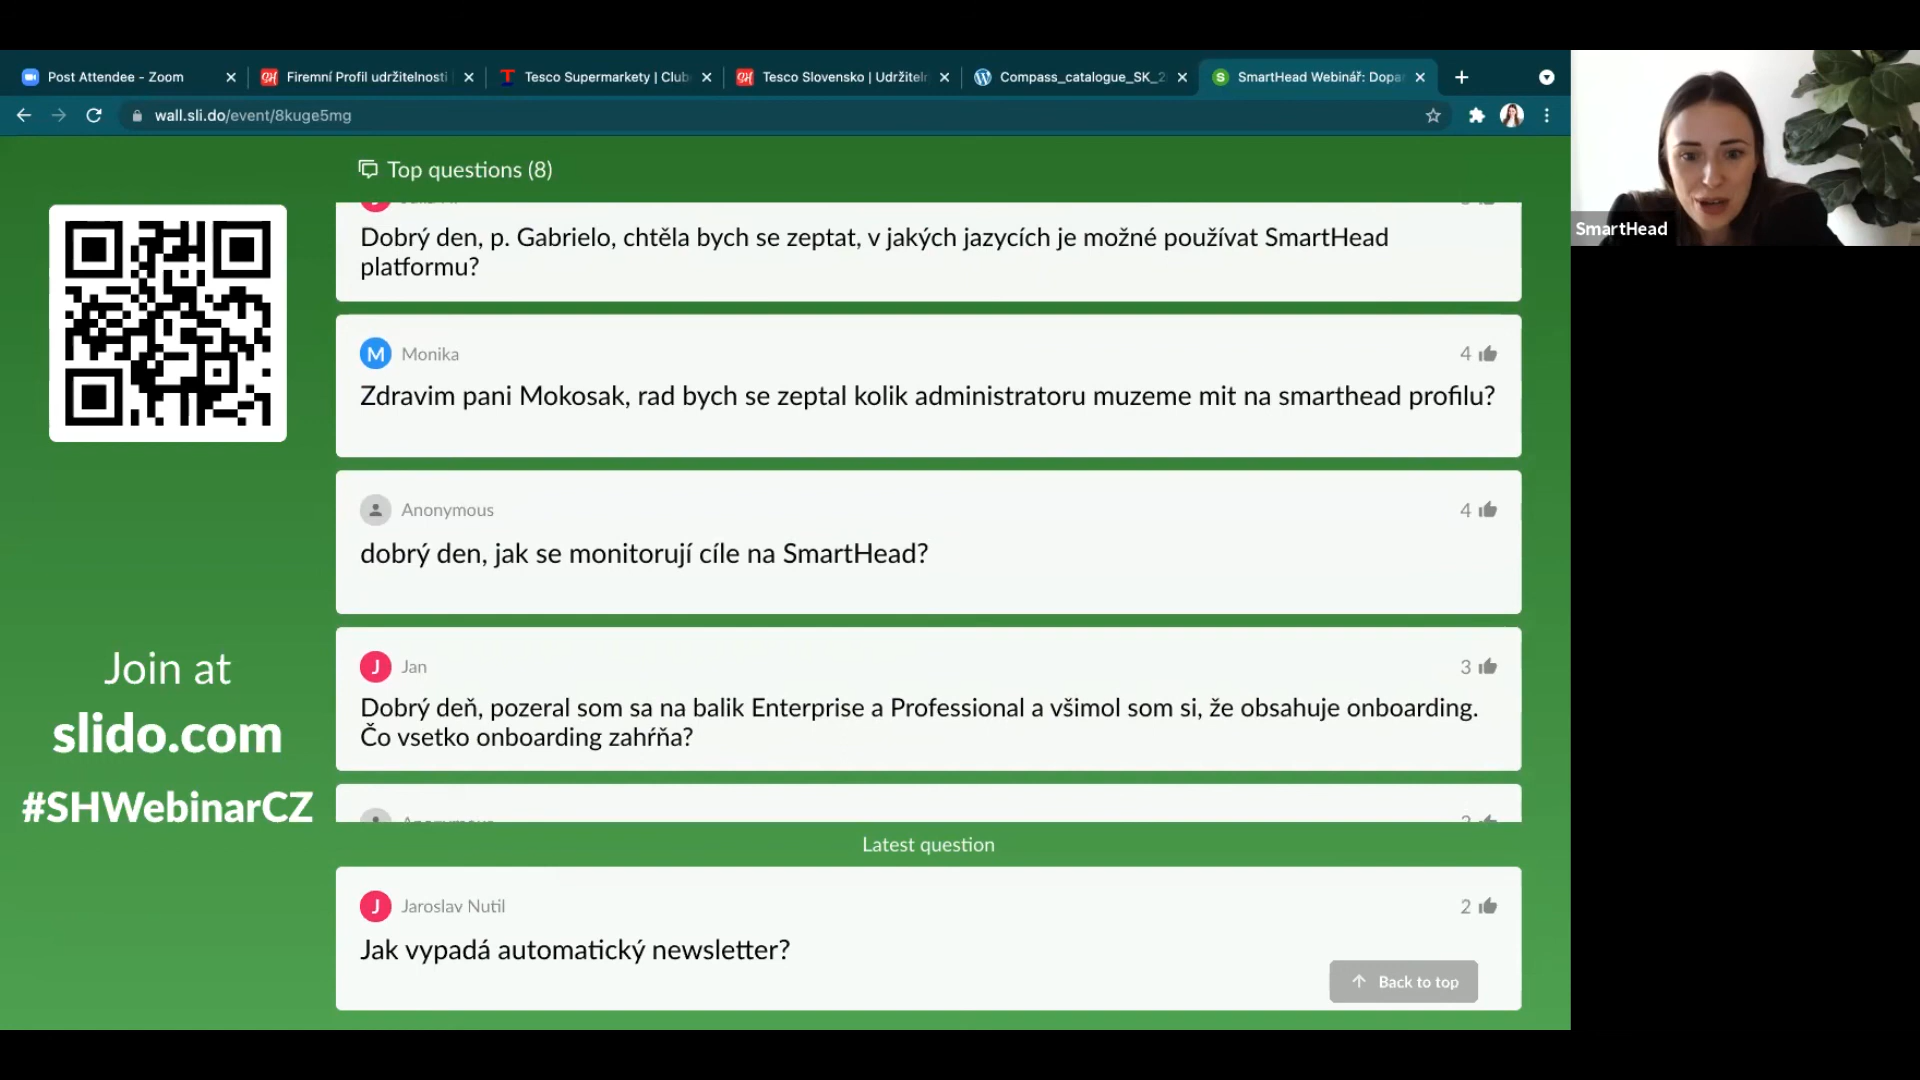 Post Attendee - Zoom
Firemní Profil udržitelnosti
Tesco Supermarkety | Club
Tesco Slovensko | Udržiteln
Compass_catalogue_SK_2
SmartHead Webinář: Dopa
wall.sli.do/event/8kuge5mg
Top questions (8)
Dobrý den, p. Gabrielo, chtěla bych se zeptat, v jakých jazycích je možné používat SmartHead
platformu?
M Monika 4
Zdravim pani Mokosak, rad bych se zeptal kolik administratoru muzeme mit na smarthead profilu?
Anonymous 4
dobrý den, jak se monitorují cíle na SmartHead?
J Jan 3
Dobrý deň, pozeral som sa na balik Enterprise a Professional a všimol som si, že obsahuje onboarding.
Čo vsetko onboarding zahŕňa?
Anonymous
Latest question
J Jaroslav Nutil 2
Jak vypadá automatický newsletter?
Back to top
Join at
slido.com
#SHWebinarCZ
SmartHead